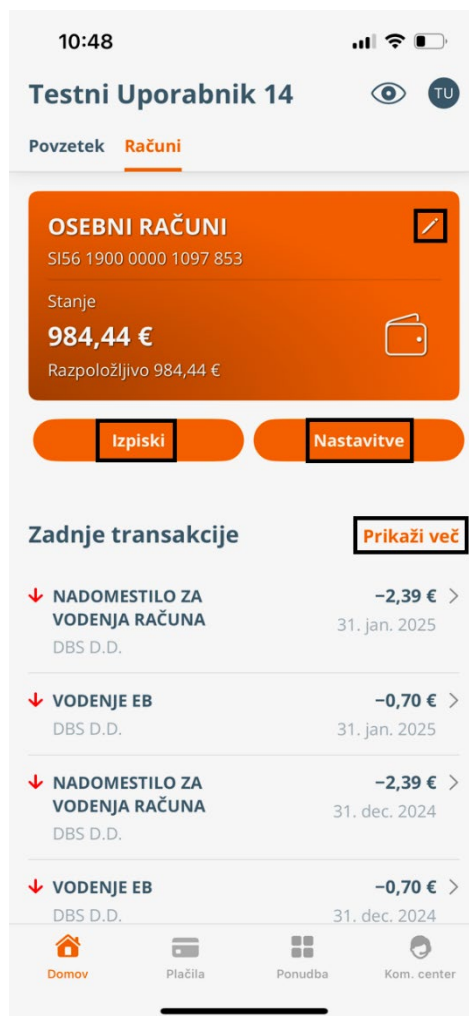 10:48
Testni Uporabnik 14
TU
Povzetek Računi
OSEBNI RAČUNI
SI56 1900 0000 1097 853
Stanje
984,44 €
Razpoložljivo 984,44 €
Izpiski Nastavitve
Zadnje transakcije Prikaži več
NADOMESTILO ZA −2,39 €
VODENJA RAČUNA 31. jan. 2025
DBS D.D.
VODENJE EB −0,70 €
DBS D.D. 31. jan. 2025
NADOMESTILO ZA −2,39 €
VODENJA RAČUNA 31. dec. 2024
DBS D.D.
VODENJE EB −0,70 €
DBS D.D. 31. dec. 2024
Domov Plačila Ponudba Kom. center